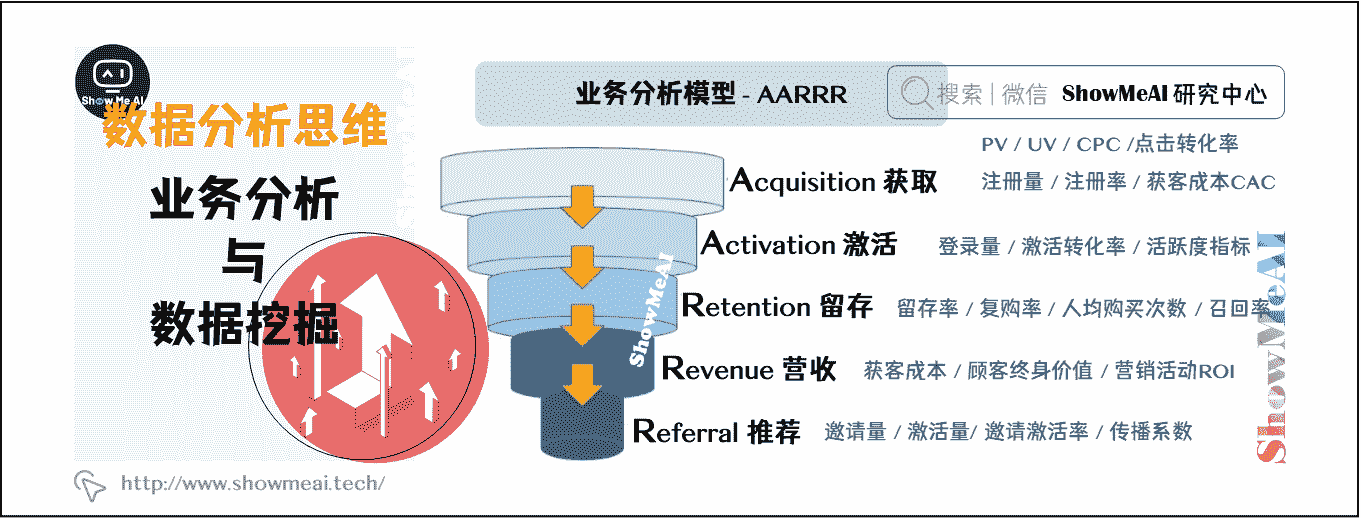 ShowMeAI
数据分析思维
业务分析
与
数据挖掘
http://www.showmeai.tech/
业务分析模型 - AARRR
搜索 | 微信 ShowMeAI 研究中心
PV / UV / CPC /点击转化率
Acquisition 获取 注册量 / 注册率 / 获客成本CAC
Activation 激活 登录量 / 激活转化率 / 活跃度指标
Retention 留存 留存率 / 复购率 / 人均购买次数 / 召回率
Revenue 营收 获客成本 / 顾客终身价值 / 营销活动ROI
Referral 推荐 邀请量 / 激活量/ 邀请激活率 / 传播系数
ShowMeAI
ShowMeAI